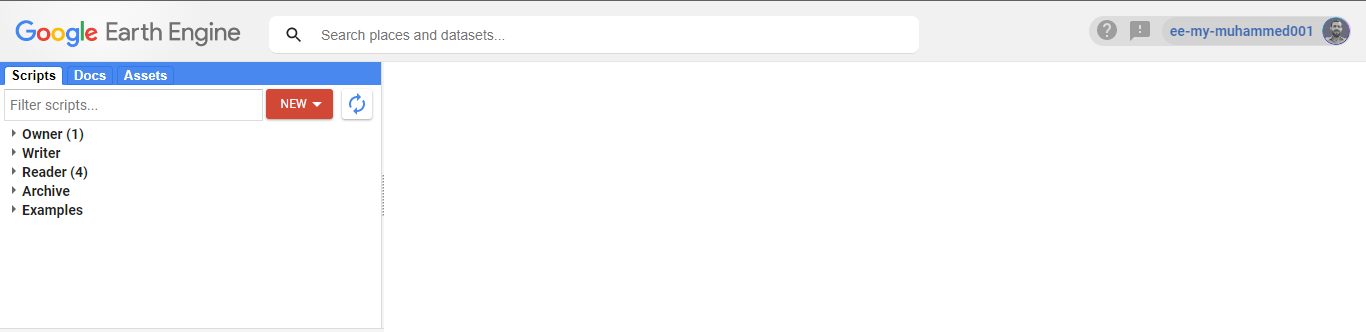 Google Earth Engine
Search places and datasets...
ee-my-muhammed001
Scripts Docs Assets
Filter scripts...
NEW
Owner (1)
Writer
Reader (4)
Archive
Examples